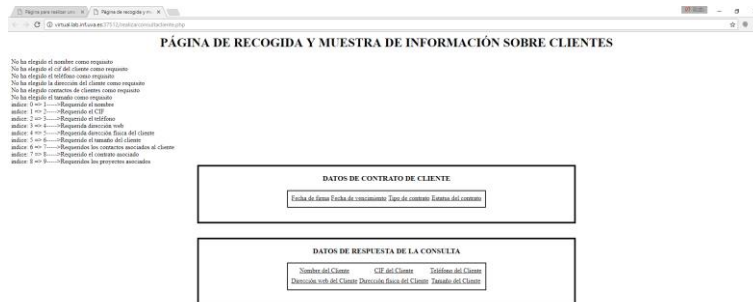 Página para realizar con
Página de recogida y m
virtual.lab.inf.uva.es:37552/realizarconsultacliente.php
PÁGINA DE RECOGIDA Y MUESTRA DE INFORMACIÓN SOBRE CLIENTES
No ha elegido el nombre como requisito
No ha elegido el cif del cliente como requisito
No ha elegido el teléfono como requisito
No ha elegido la dirección del cliente como requisito
No ha elegido contactos de clientes como requisito
No ha elegido el tamaño como requisito
indice: 0 => 1----->Requerido el nombre
indice: 1 => 2----->Requerido el CIF
indice: 2 => 3----->Requerido el teléfono
indice: 3 => 4----->Requerida dirección web
indice: 4 => 5----->Requerida dirección física del cliente
indice: 5 => 6----->Requerido el tamaño del cliente
indice: 6 => 7----->Requeridos los contactos asociados al cliente
indice: 7 => 8----->Requerido el contrato asociado
indice: 8 => 9----->Requeridos los proyectos asociados
DATOS DE CONTRATO DE CLIENTE
Fecha de firma Fecha de vencimiento Tipo de contrato Estatus del contrato
DATOS DE RESPUESTA DE LA CONSULTA
Nombre del Cliente CIF del Cliente Teléfono del Cliente
Dirección web del Cliente Dirección física del Cliente Tamaño del Cliente